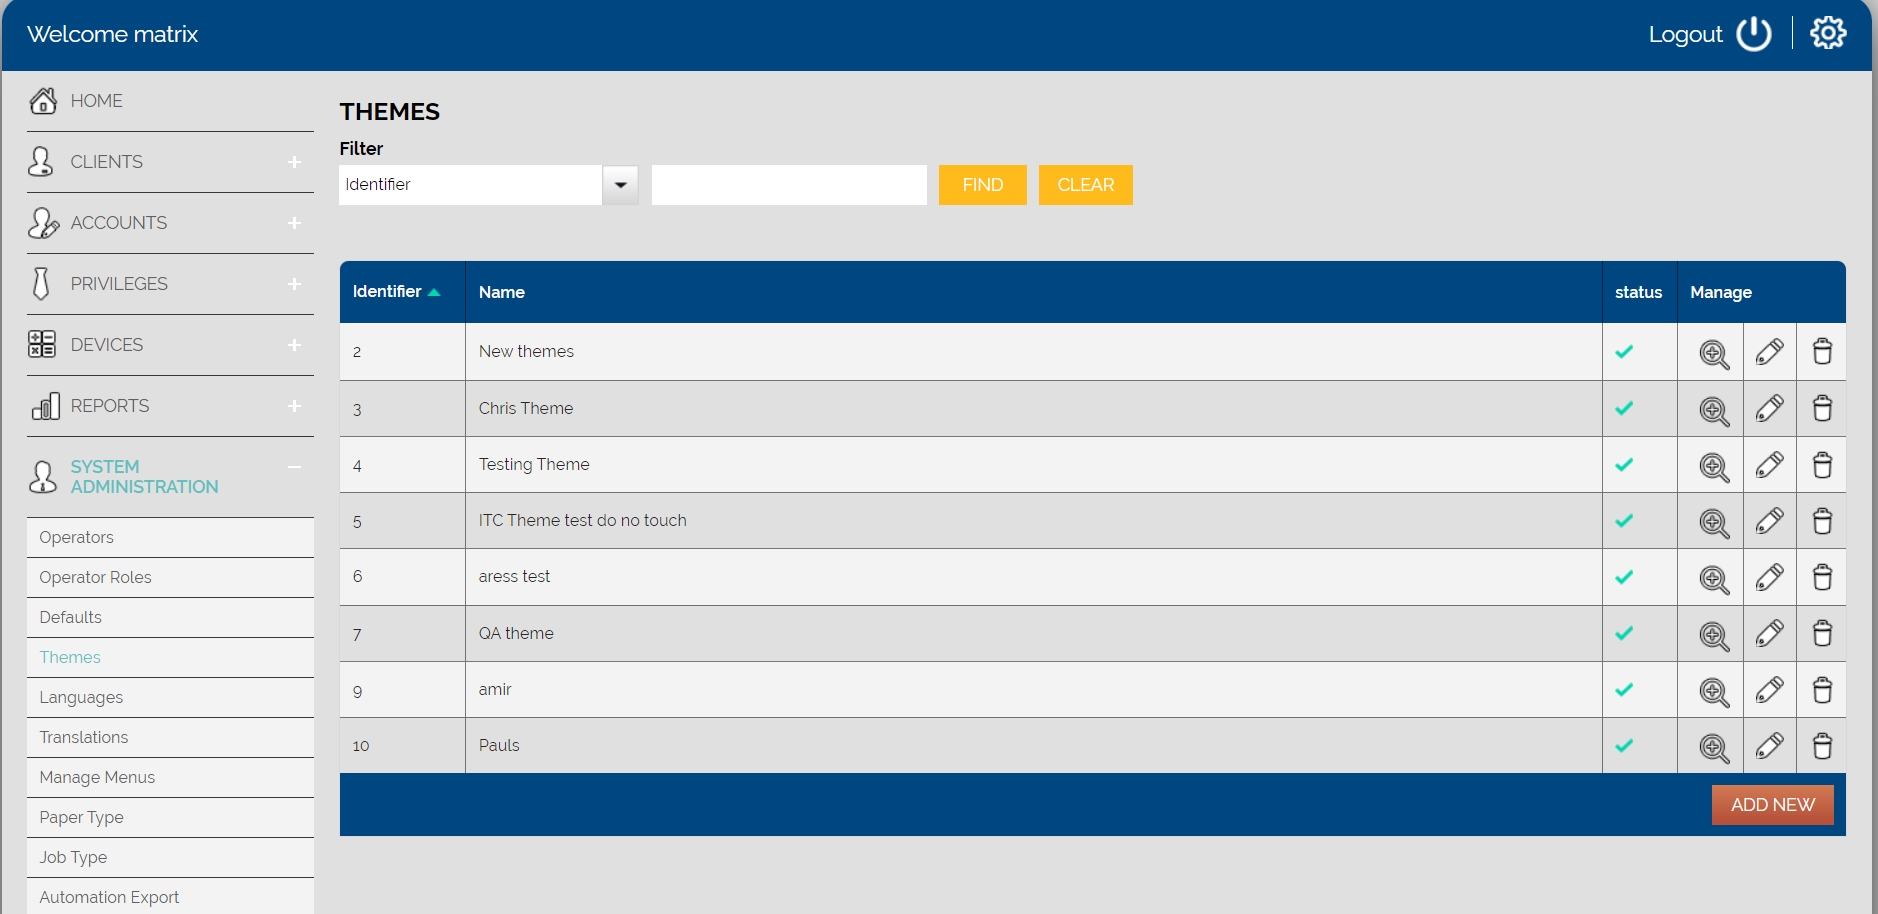 Welcome matrix
Logout
HOME
CLIENTS
ACCOUNTS
PRIVILEGES
DEVICES
REPORTS
SYSTEM
ADMINISTRATION
Operators
Operator Roles
Defaults
Themes
Languages
Translations
Manage Menus
Paper Type
Job Type
Automation Export
THEMES
Filter
Identifier FIND CLEAR
Identifier Name status Manage
2 New themes
3 Chris Theme
4 Testing Theme
5 ITC Theme test do no touch
6 aress test
7 QA theme
9 amir
10 Pauls
ADD NEW